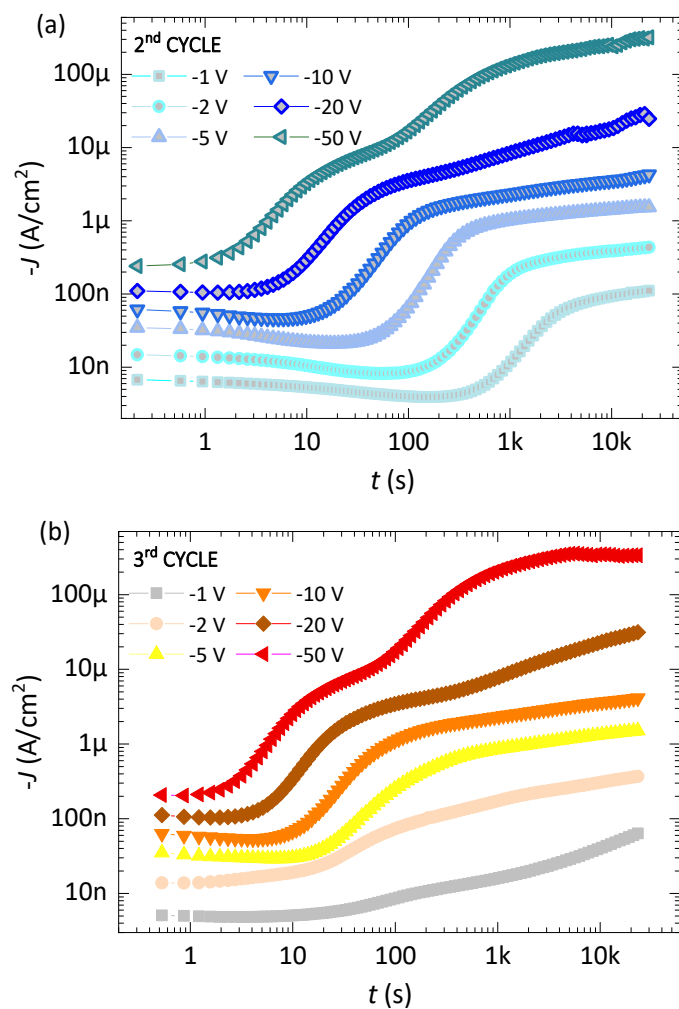 (a)
2nd CYCLE
-1 V -10 V
-2 V -20 V
-5 V -50 V
100µ
10µ
1µ
100n
10n
-J (A/cm²)
1 10 100 1k 10k
t (s)
(b)
3rd CYCLE
-1 V -10 V
-2 V -20 V
-5 V -50 V
100µ
10µ
1µ
100n
10n
-J (A/cm²)
1 10 100 1k 10k
t (s)